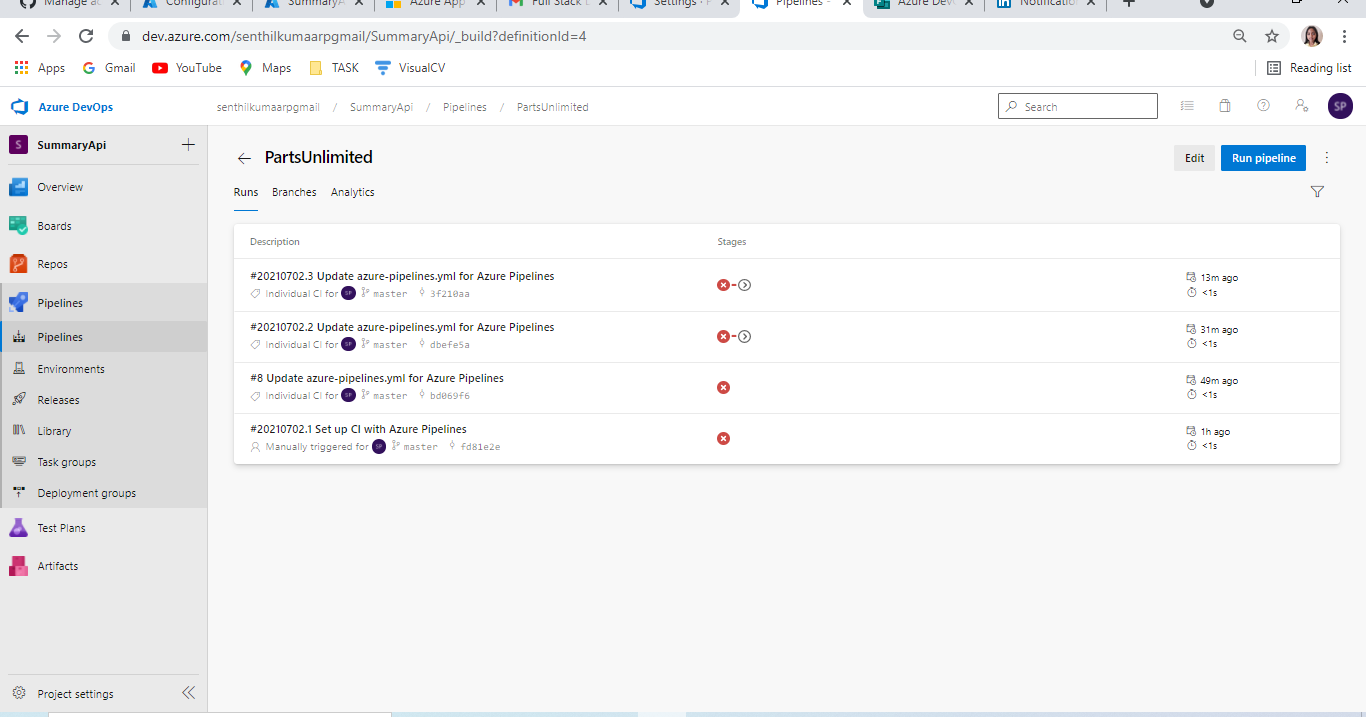 Manage a
Configurat
SummaryA
Azure App
Full Stack
Settings ·
Pipelines -
Azure Dev
Notificatio
dev.azure.com/senthilkumaarpgmail/SummaryApi/_build?definitionId=4
Apps Gmail YouTube Maps TASK VisualCV Reading list
Azure DevOps senthilkumaarpgmail / SummaryApi / Pipelines / PartsUnlimited Search SP
S SummaryApi
Overview
Boards
Repos
Pipelines
Pipelines
Environments
Releases
Library
Task groups
Deployment groups
Test Plans
Artifacts
Project settings
PartsUnlimited Edit Run pipeline
Runs Branches Analytics
Description Stages
#20210702.3 Update azure-pipelines.yml for Azure Pipelines 13m ago
Individual CI for SP master 3f210aa <1s
#20210702.2 Update azure-pipelines.yml for Azure Pipelines 31m ago
Individual CI for SP master dbefe5a <1s
#8 Update azure-pipelines.yml for Azure Pipelines 49m ago
Individual CI for SP master bd069f6 <1s
#20210702.1 Set up CI with Azure Pipelines 1h ago
Manually triggered for SP master fd81e2e <1s